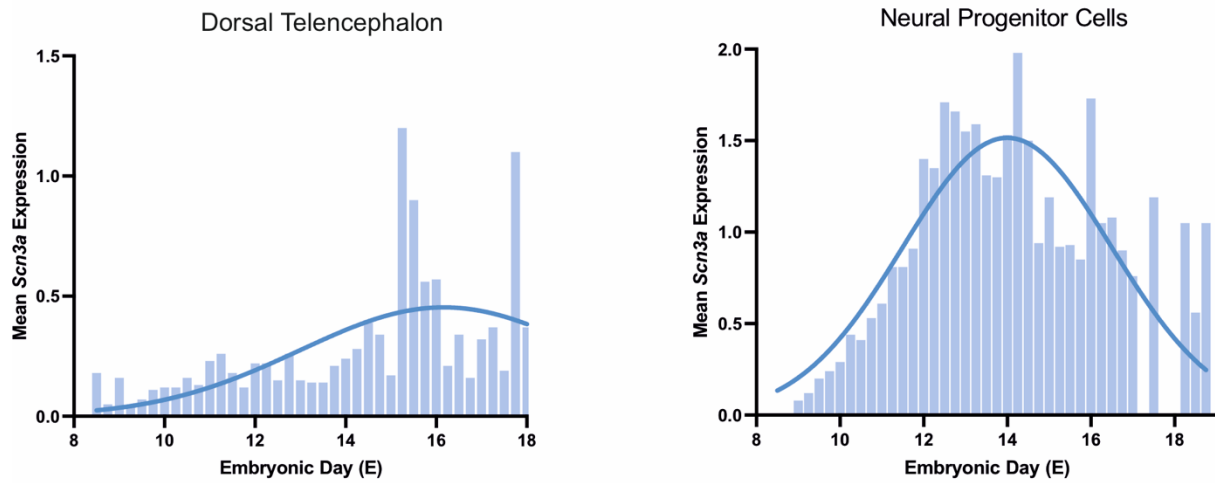 Dorsal Telencephalon
Mean Scn3a Expression
1.5
1.0
0.5
0.0
8 10 12 14 16 18
Embryonic Day (E)
Neural Progenitor Cells
Mean Scn3a Expression
2.0
1.5
1.0
0.5
0.0
8 10 12 14 16 18
Embryonic Day (E)